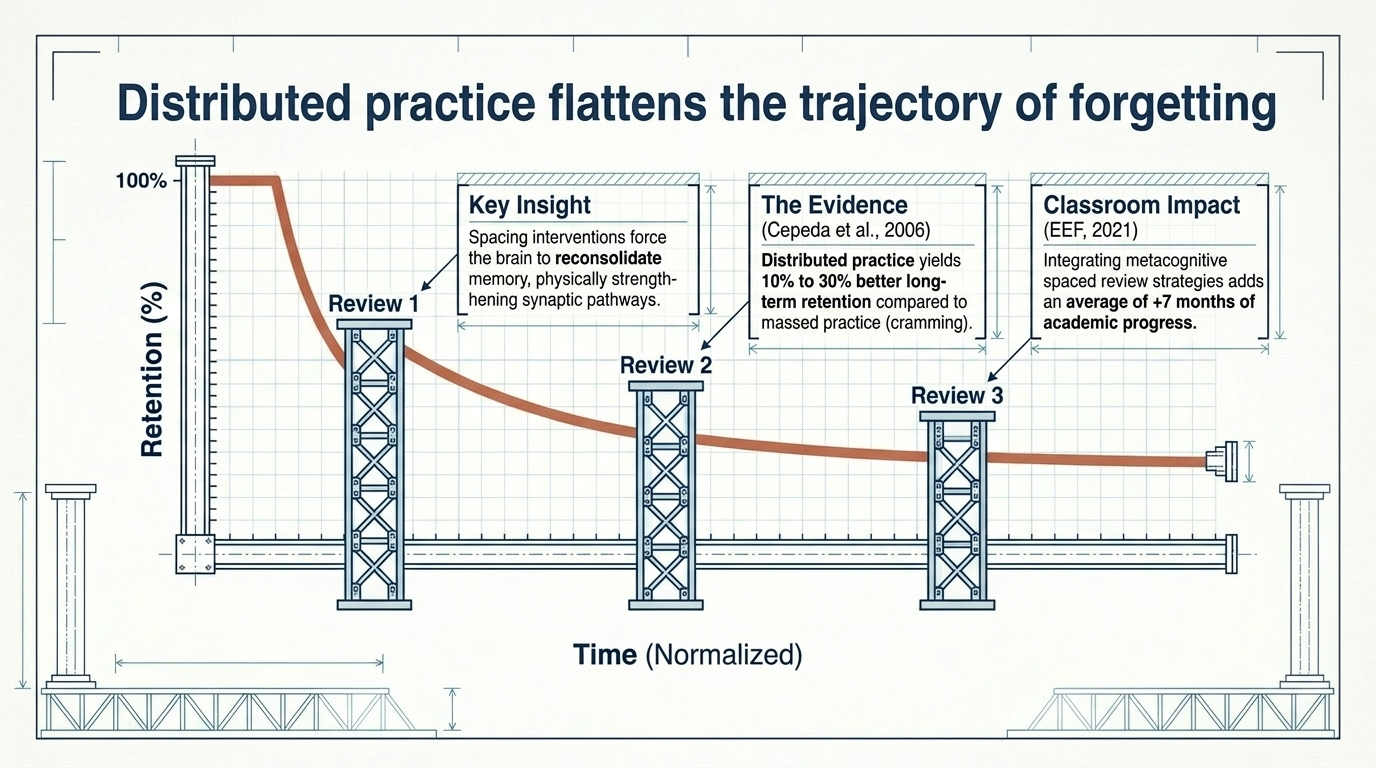 Distributed practice flattens the trajectory of forgetting
100%
Retention (%)
Key Insight
Spacing interventions force
the brain to reconsolidate
memory, physically strength-
hening synaptic pathways.
The Evidence
(Cepeda et al., 2006)
Distributed practice yields
10% to 30% better long-
term retention compared to
massed practice (cramming).
Classroom Impact
(EEF, 2021)
Integrating metacognitive
spaced review strategies adds
an average of +7 months of
academic progress.
Review 1
Review 2
Review 3
Time (Normalized)